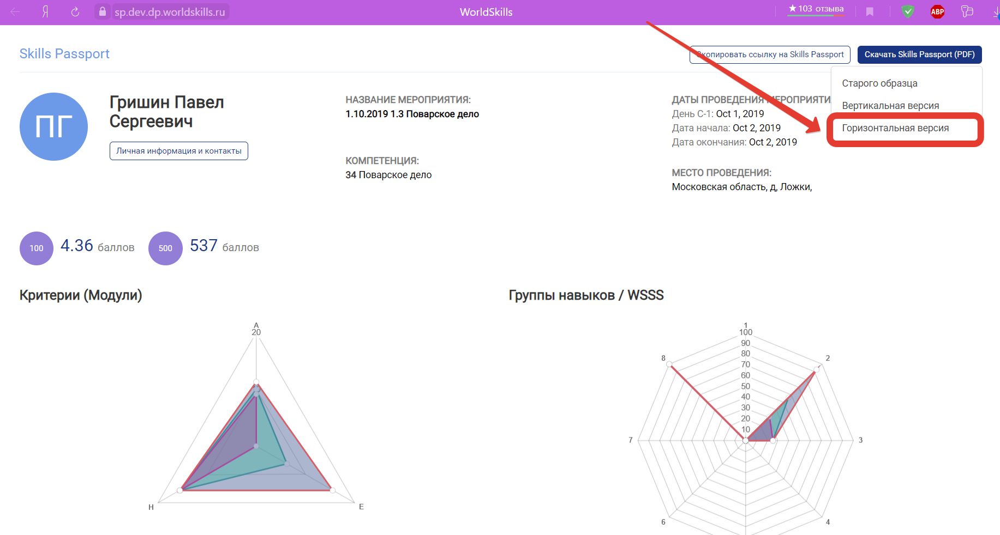 Я
sp.dev.dp.worldskills.ru
WorldSkills
★ 103 отзыва
ABP
Skills Passport
Скопировать ссылку на Skills Passport
Скачать Skills Passport (PDF)
Старого образца
Вертикальная версия
Горизонтальная версия
ПГ
Гришин Павел
Сергеевич
Личная информация и контакты
НАЗВАНИЕ МЕРОПРИЯТИЯ:
1.10.2019 1.3 Поварское дело
КОМПЕТЕНЦИЯ:
34 Поварское дело
ДАТЫ ПРОВЕДЕНИЯ МЕРОПРИЯТИ
День С-1: Oct 1, 2019
Дата начала: Oct 2, 2019
Дата окончания: Oct 2, 2019
МЕСТО ПРОВЕДЕНИЯ:
Московская область, д, Ложки,
100 4.36 баллов
500 537 баллов
Критерии (Модули)
A
20
H
E
Группы навыков / WSSS
1
100
90
80
70
60
50
40
30
20
10
2
3
4
6
7
8